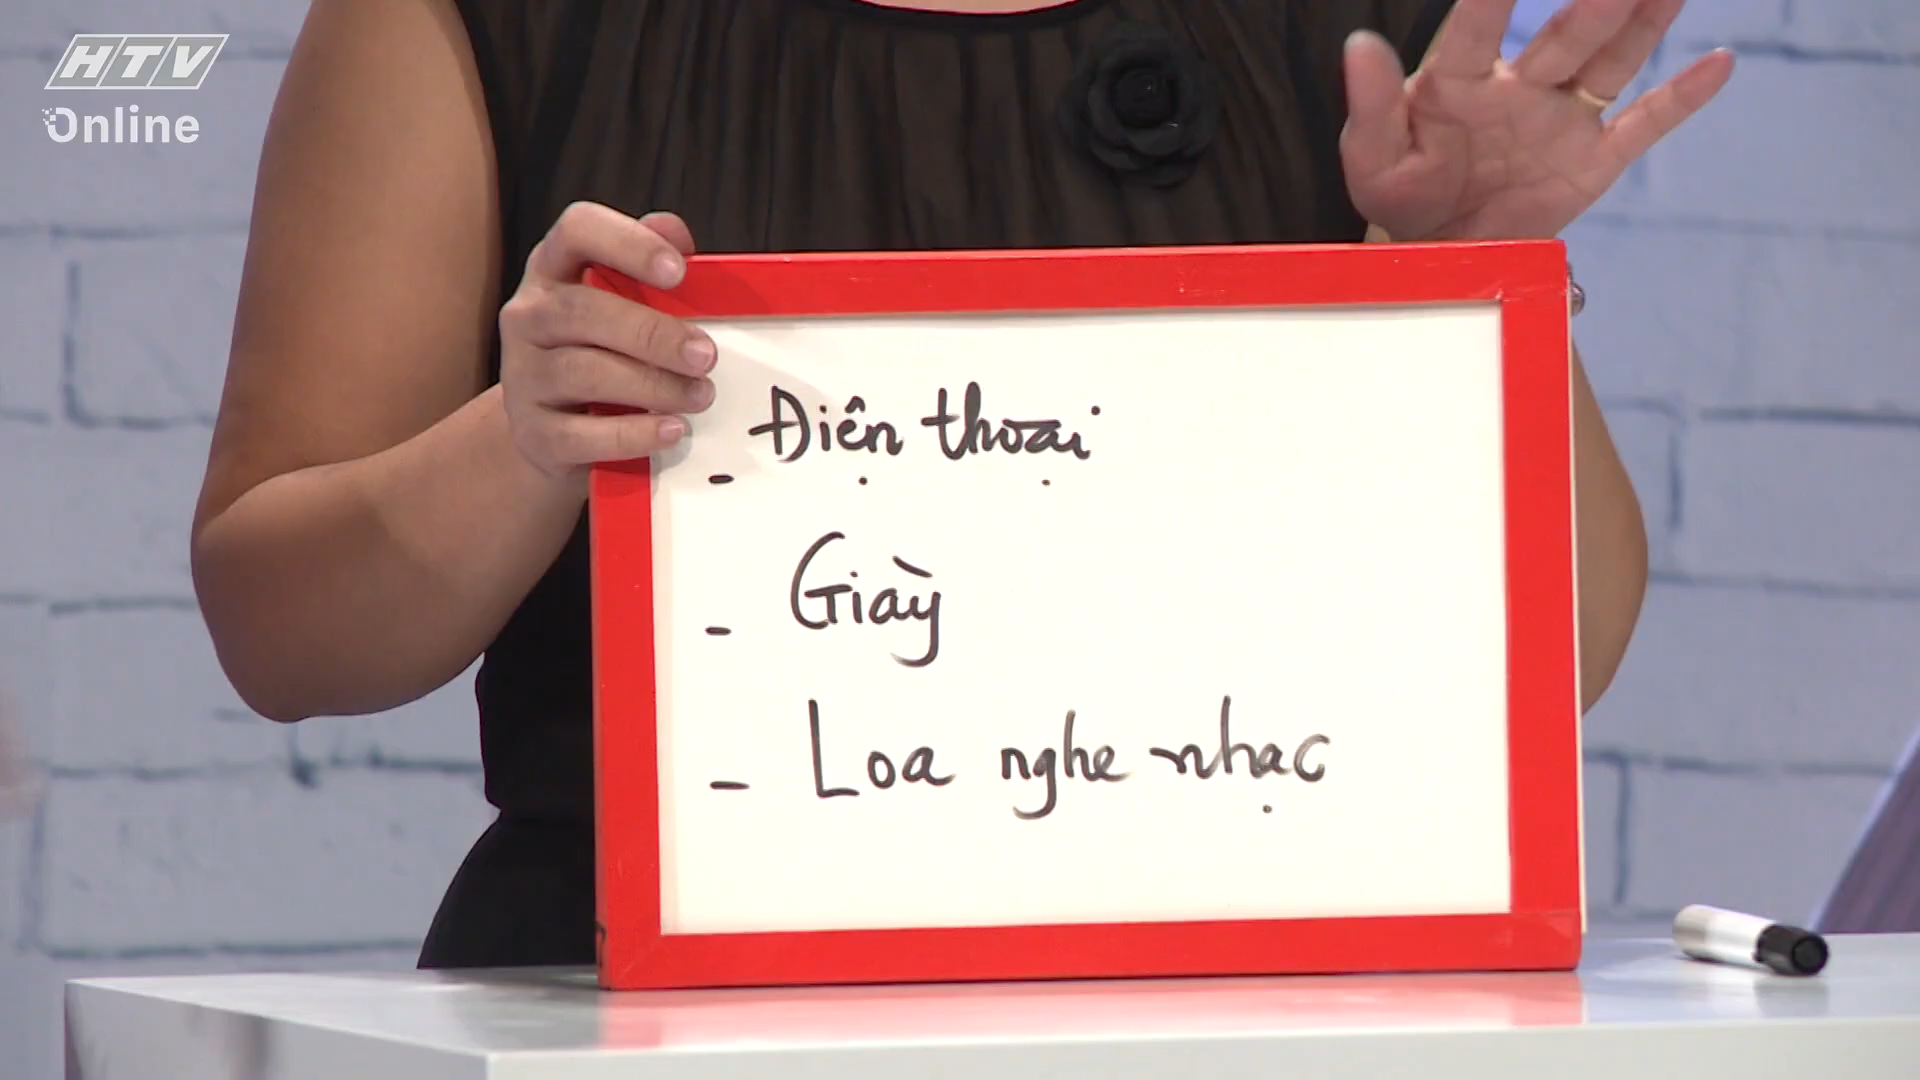 HTV
Online
- Điện thoại
- Giày
- Loa nghe nhạc